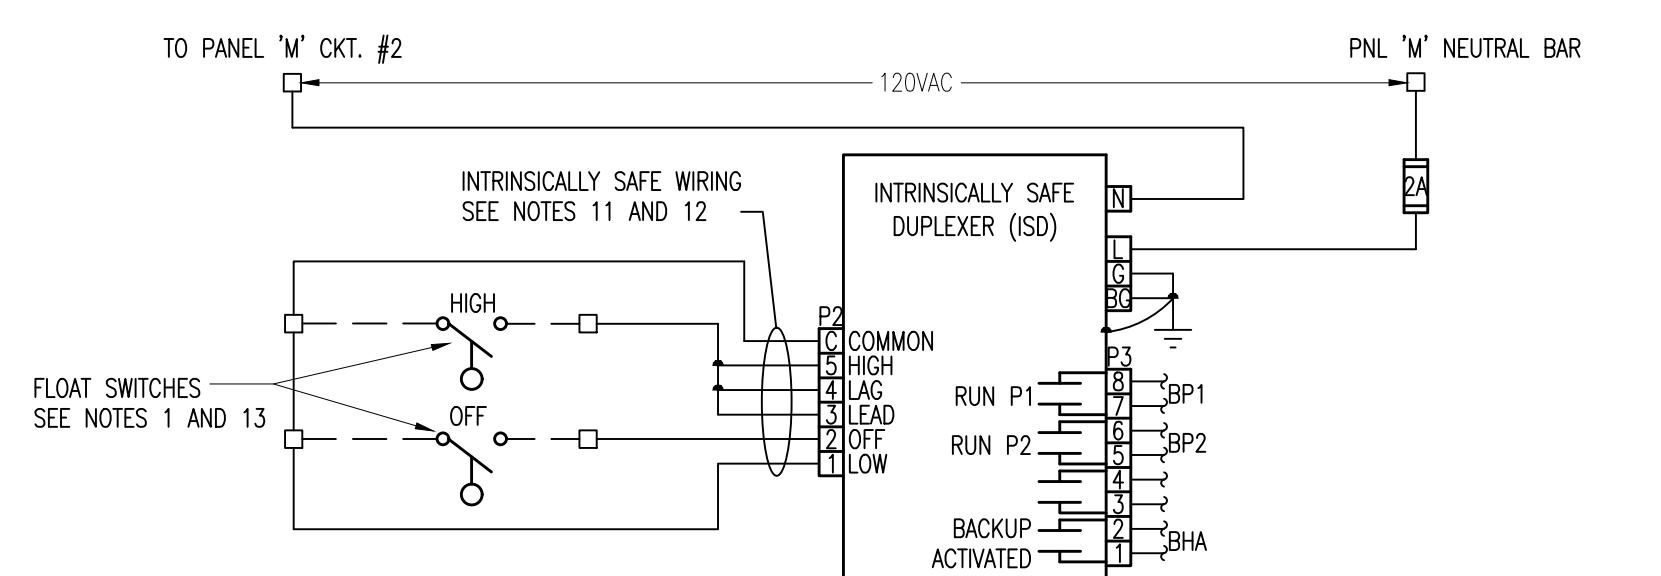 TO PANEL 'M' CKT. #2
PNL 'M' NEUTRAL BAR
120VAC
2A
INTRINSICALLY SAFE WIRING
SEE NOTES 11 AND 12
INTRINSICALLY SAFE
DUPLEXER (ISD)
N
L
G
BG
HIGH
FLOAT SWITCHES
SEE NOTES 1 AND 13
OFF
P2
C COMMON
5 HIGH
4 LAG
3 LEAD
2 OFF
1 LOW
P3
RUN P1
8
7
BP1
RUN P2
6
5
BP2
4
3
BACKUP
ACTIVATED
2
1
BHA